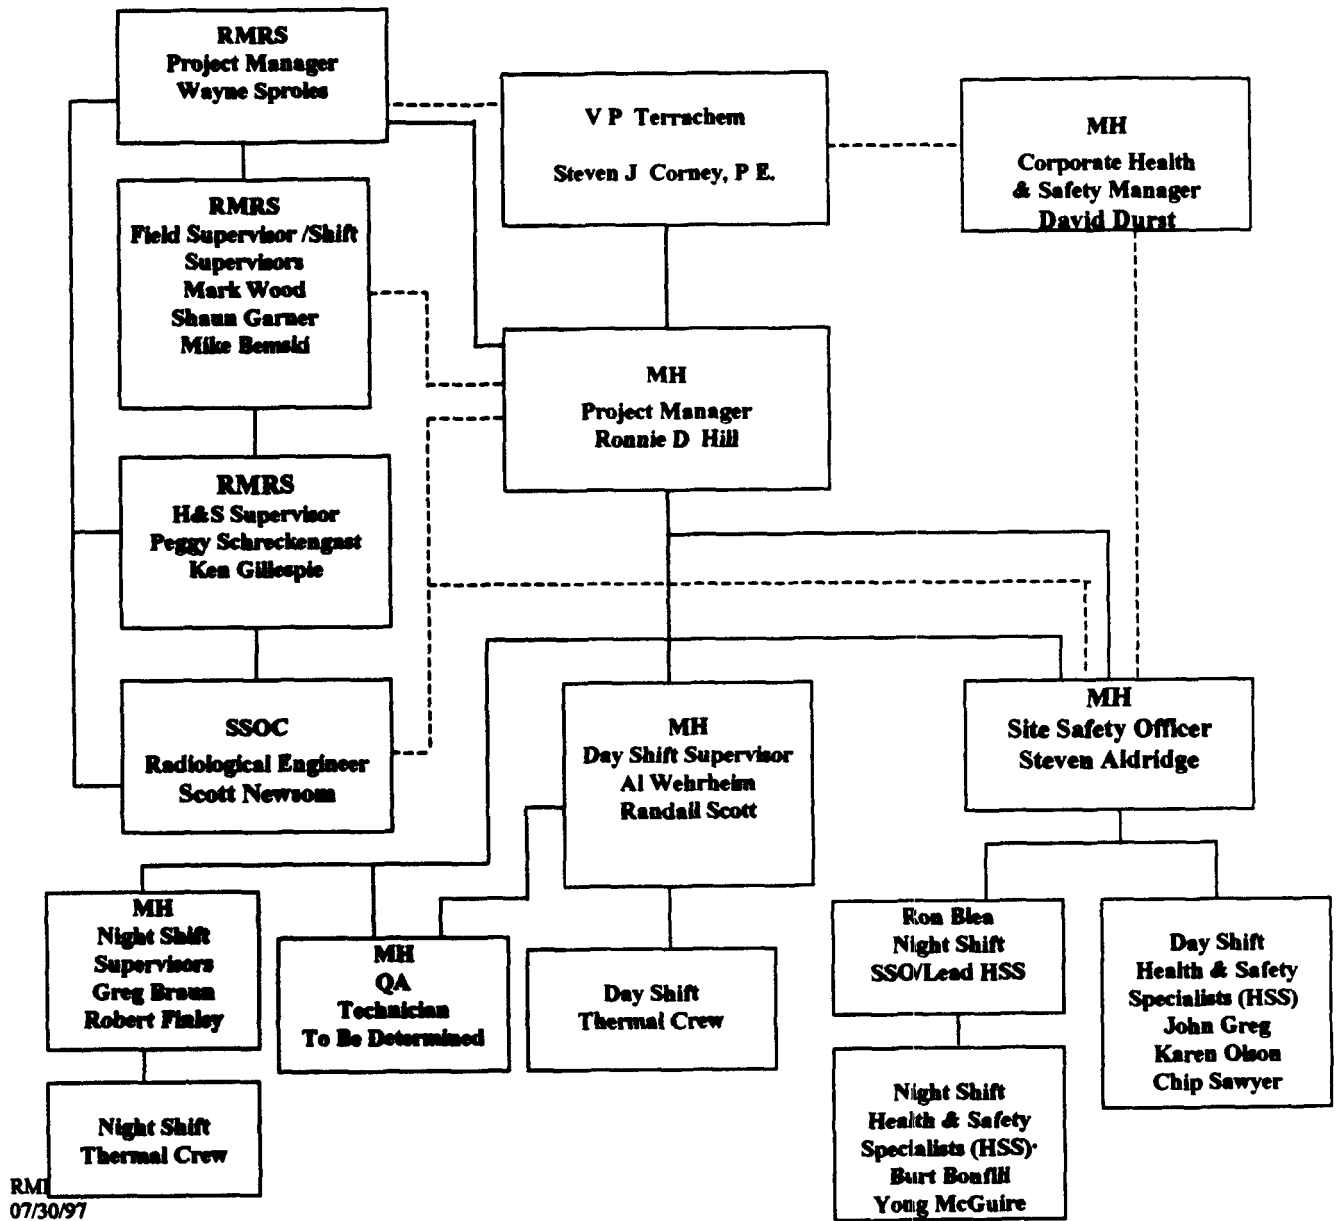 RMRS
Project Manager
Wayne Sproles
V P Terrachem
Steven J Corney, P E.
MH
Corporate Health
& Safety Manager
David Durst
RMRS
Field Supervisor /Shift
Supervisors
Mark Wood
Shaun Garner
Mike Bemski
MH
Project Manager
Ronnie D Hill
RMRS
H&S Supervisor
Peggy Schreckengast
Ken Gillespie
SSOC
Radiological Engineer
Scott Newsom
MH
Day Shift Supervisor
Al Wehrheim
Randall Scott
MH
Site Safety Officer
Steven Aldridge
MH
Night Shift
Supervisors
Greg Braun
Robert Finley
MH
QA
Technician
To Be Determined
Day Shift
Thermal Crew
Ron Blea
Night Shift
SSO/Lead HSS
Day Shift
Health & Safety
Specialists (HSS)
John Greg
Karen Olson
Chip Sawyer
Night Shift
Thermal Crew
Night Shift
Health & Safety
Specialists (HSS)·
Burt Bonfill
Yong McGuire
07/30/97